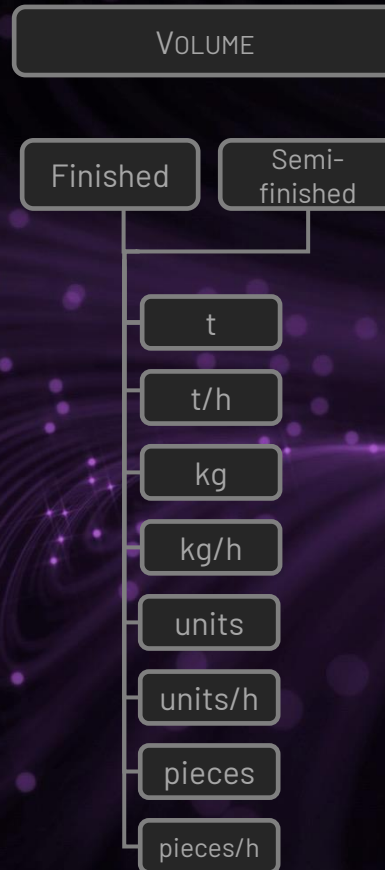 VOLUME
Finished
Semi-
finished
t
t/h
kg
kg/h
units
units/h
pieces
pieces/h